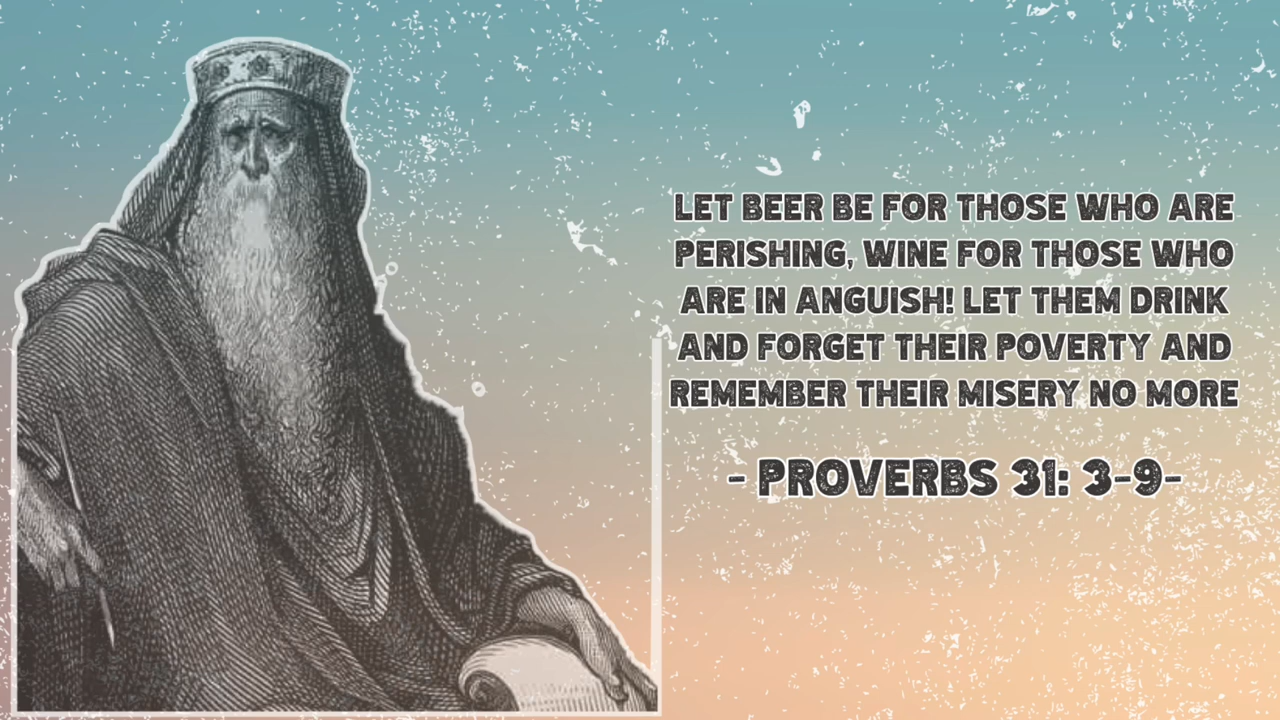 LET BEER BE FOR THOSE WHO ARE
PERISHING, WINE FOR THOSE WHO
ARE IN ANGUISH! LET THEM DRINK
AND FORGET THEIR POVERTY AND
REMEMBER THEIR MISERY NO MORE
- PROVERBS 31: 3-9-